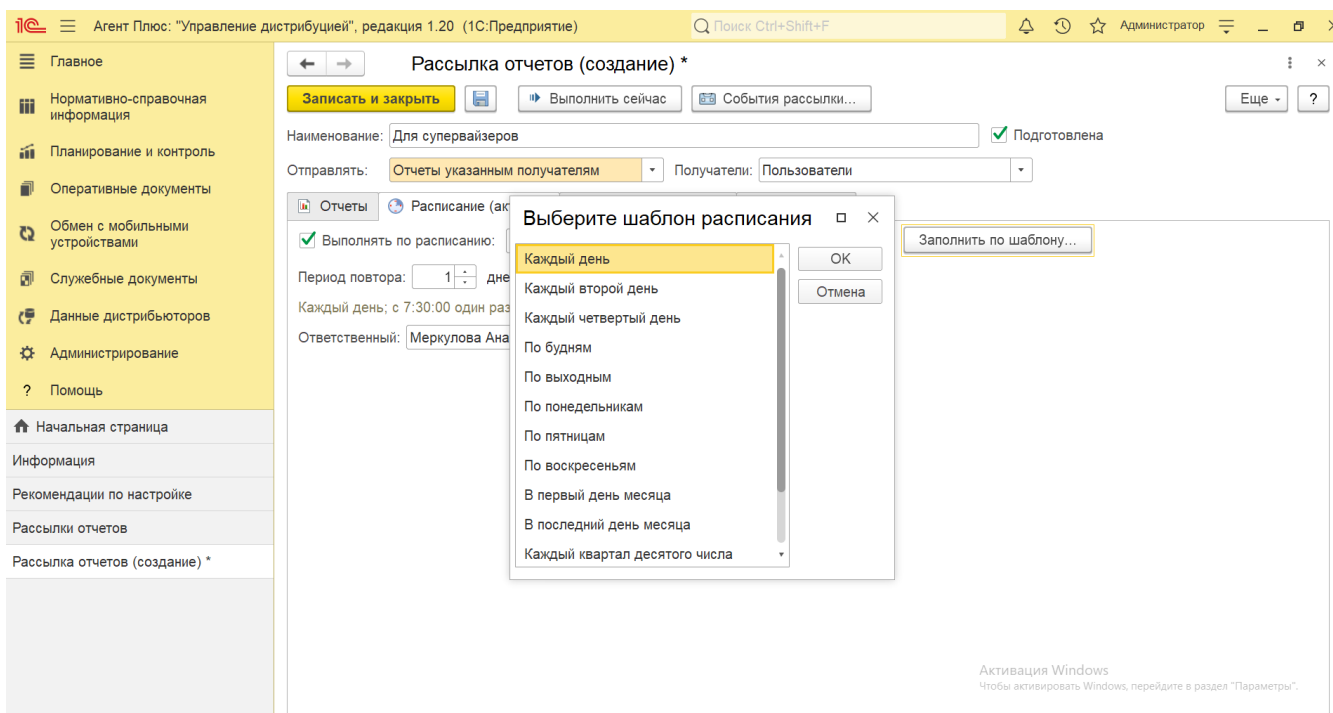 1С Агент Плюс: "Управление дистрибуцией", редакция 1.20 (1С:Предприятие) Поиск Ctrl+Shift+F Администратор
Главное
Нормативно-справочная
информация
Планирование и контроль
Оперативные документы
Обмен с мобильными
устройствами
Служебные документы
Данные дистрибьюторов
Администрирование
? Помощь
Начальная страница
Информация
Рекомендации по настройке
Рассылки отчетов
Рассылка отчетов (создание) *
Рассылка отчетов (создание) *
Записать и закрыть Выполнить сейчас События рассылки... Еще ?
Наименование: Для супервайзеров Подготовлена
Отправлять: Отчеты указанным получателям Получатели: Пользователи
Отчеты Расписание (ак
Выполнять по расписанию: Заполнить по шаблону...
Период повтора: 1 дне
Каждый день; с 7:30:00 один раз
Ответственный: Меркулова Ана
Выберите шаблон расписания
Каждый день
Каждый второй день
Каждый четвертый день
По будням
По выходным
По понедельникам
По пятницам
По воскресеньям
В первый день месяца
В последний день месяца
Каждый квартал десятого числа
OK
Отмена
Активация Windows
Чтобы активировать Windows, перейдите в раздел "Параметры".